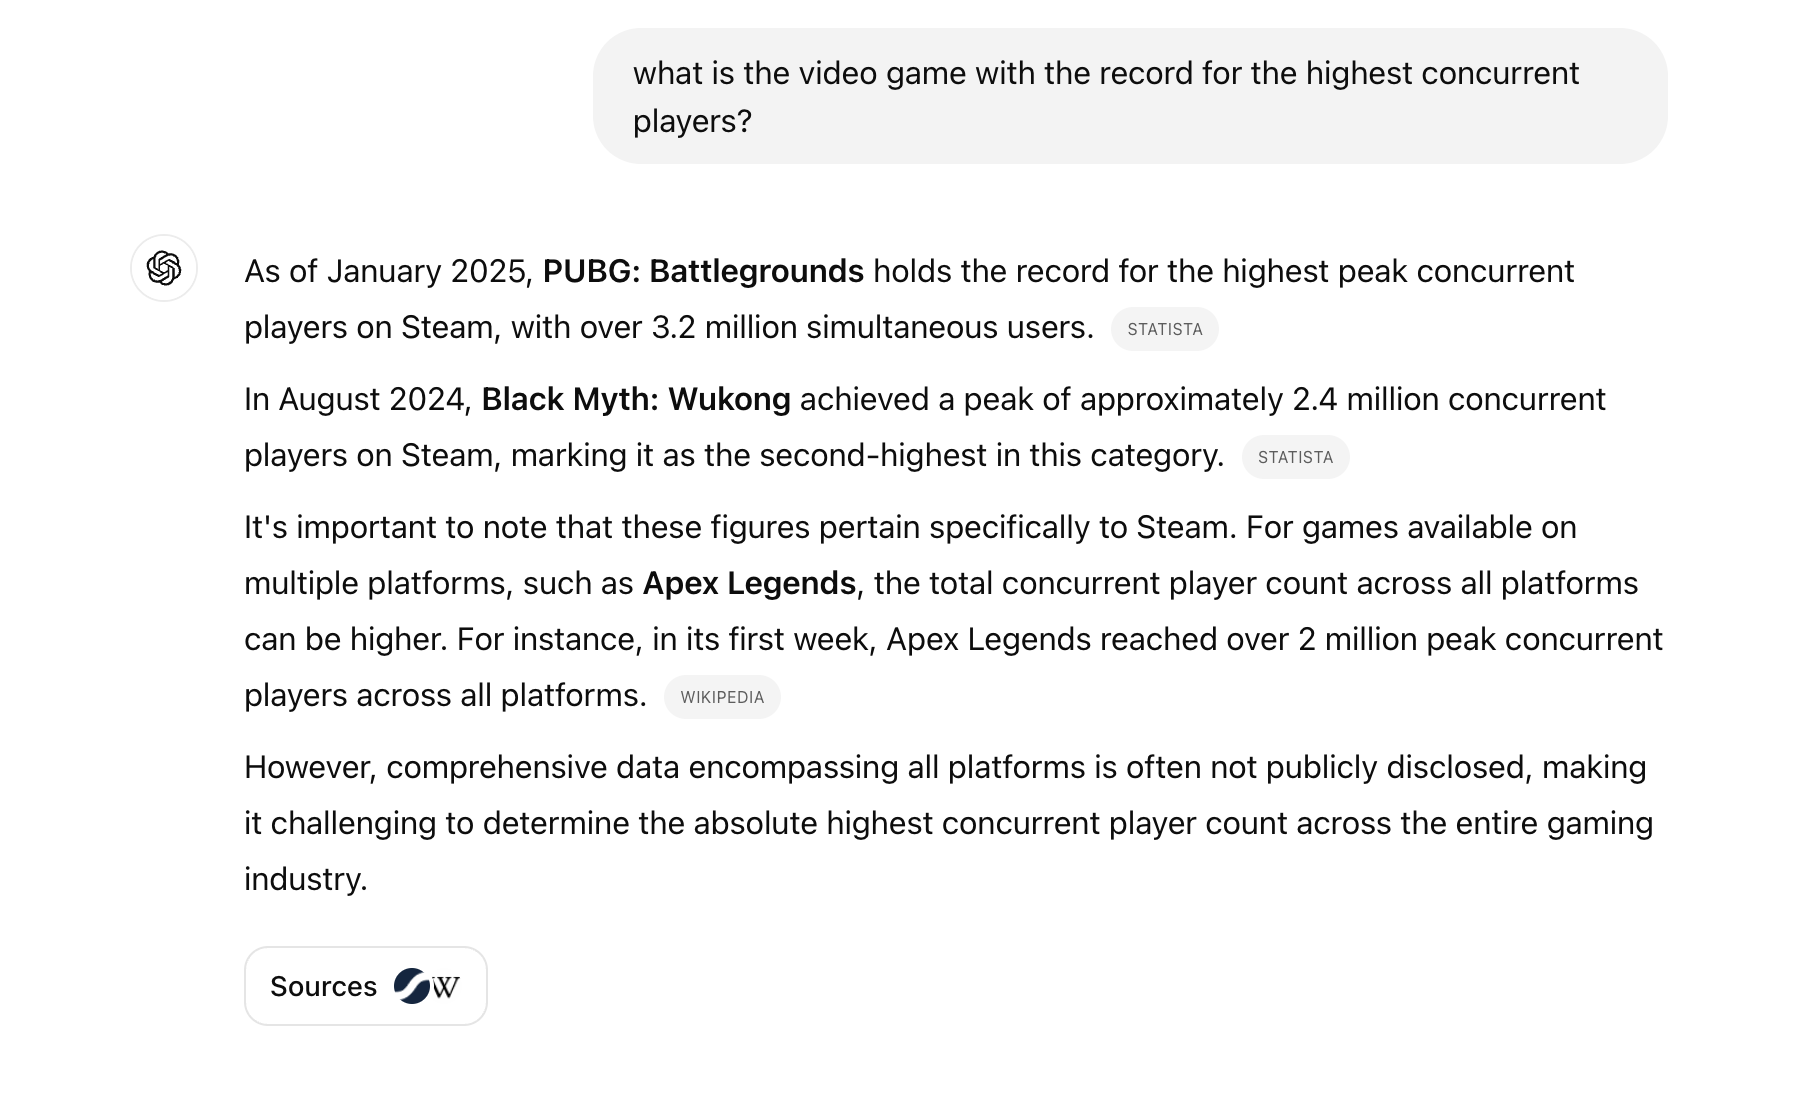 what is the video game with the record for the highest concurrent
players?
As of January 2025, PUBG: Battlegrounds holds the record for the highest peak concurrent
players on Steam, with over 3.2 million simultaneous users. STATISTA
In August 2024, Black Myth: Wukong achieved a peak of approximately 2.4 million concurrent
players on Steam, marking it as the second-highest in this category. STATISTA
It's important to note that these figures pertain specifically to Steam. For games available on
multiple platforms, such as Apex Legends, the total concurrent player count across all platforms
can be higher. For instance, in its first week, Apex Legends reached over 2 million peak concurrent
players across all platforms. WIKIPEDIA
However, comprehensive data encompassing all platforms is often not publicly disclosed, making
it challenging to determine the absolute highest concurrent player count across the entire gaming
industry.
Sources W